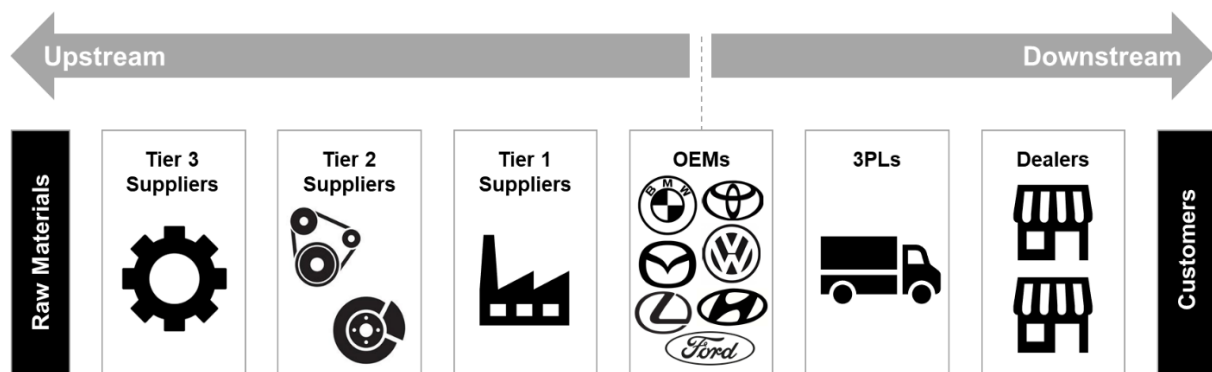 Upstream
Downstream
Raw Materials
Tier 3
Suppliers
Tier 2
Suppliers
Tier 1
Suppliers
OEMs
BMW
Ford
3PLs
Dealers
Customers